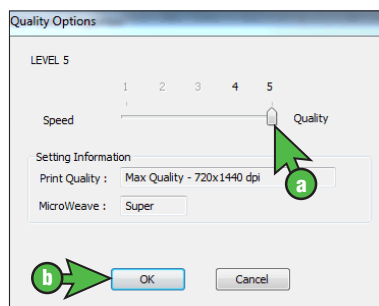 Quality Options
LEVEL 5
1 2 3 4 5
Speed Quality
a
Setting Information
Print Quality : Max Quality - 720x1440 dpi
MicroWeave : Super
b OK Cancel